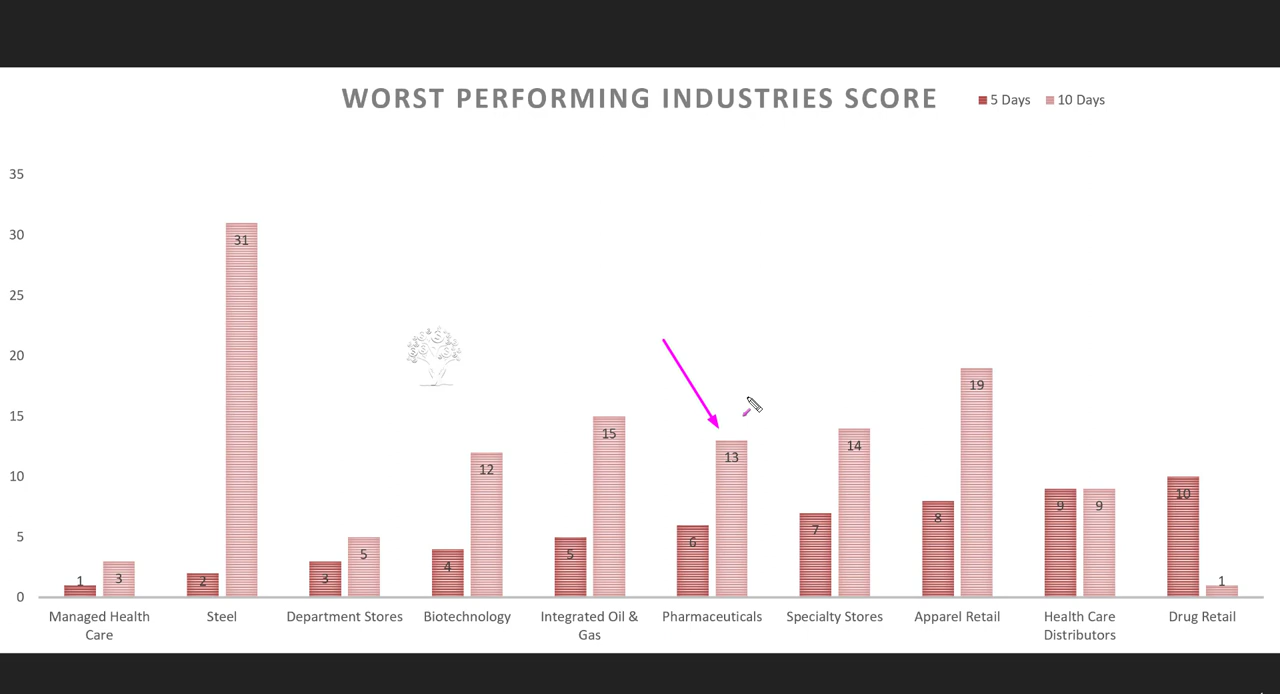 WORST PERFORMING INDUSTRIES SCORE
5 Days
10 Days
35
30
25
20
15
10
5
0
1
3
2
31
3
5
4
12
5
15
6
13
7
14
8
19
9
9
10
1
Managed Health
Care
Steel
Department Stores
Biotechnology
Integrated Oil &
Gas
Pharmaceuticals
Specialty Stores
Apparel Retail
Health Care
Distributors
Drug Retail